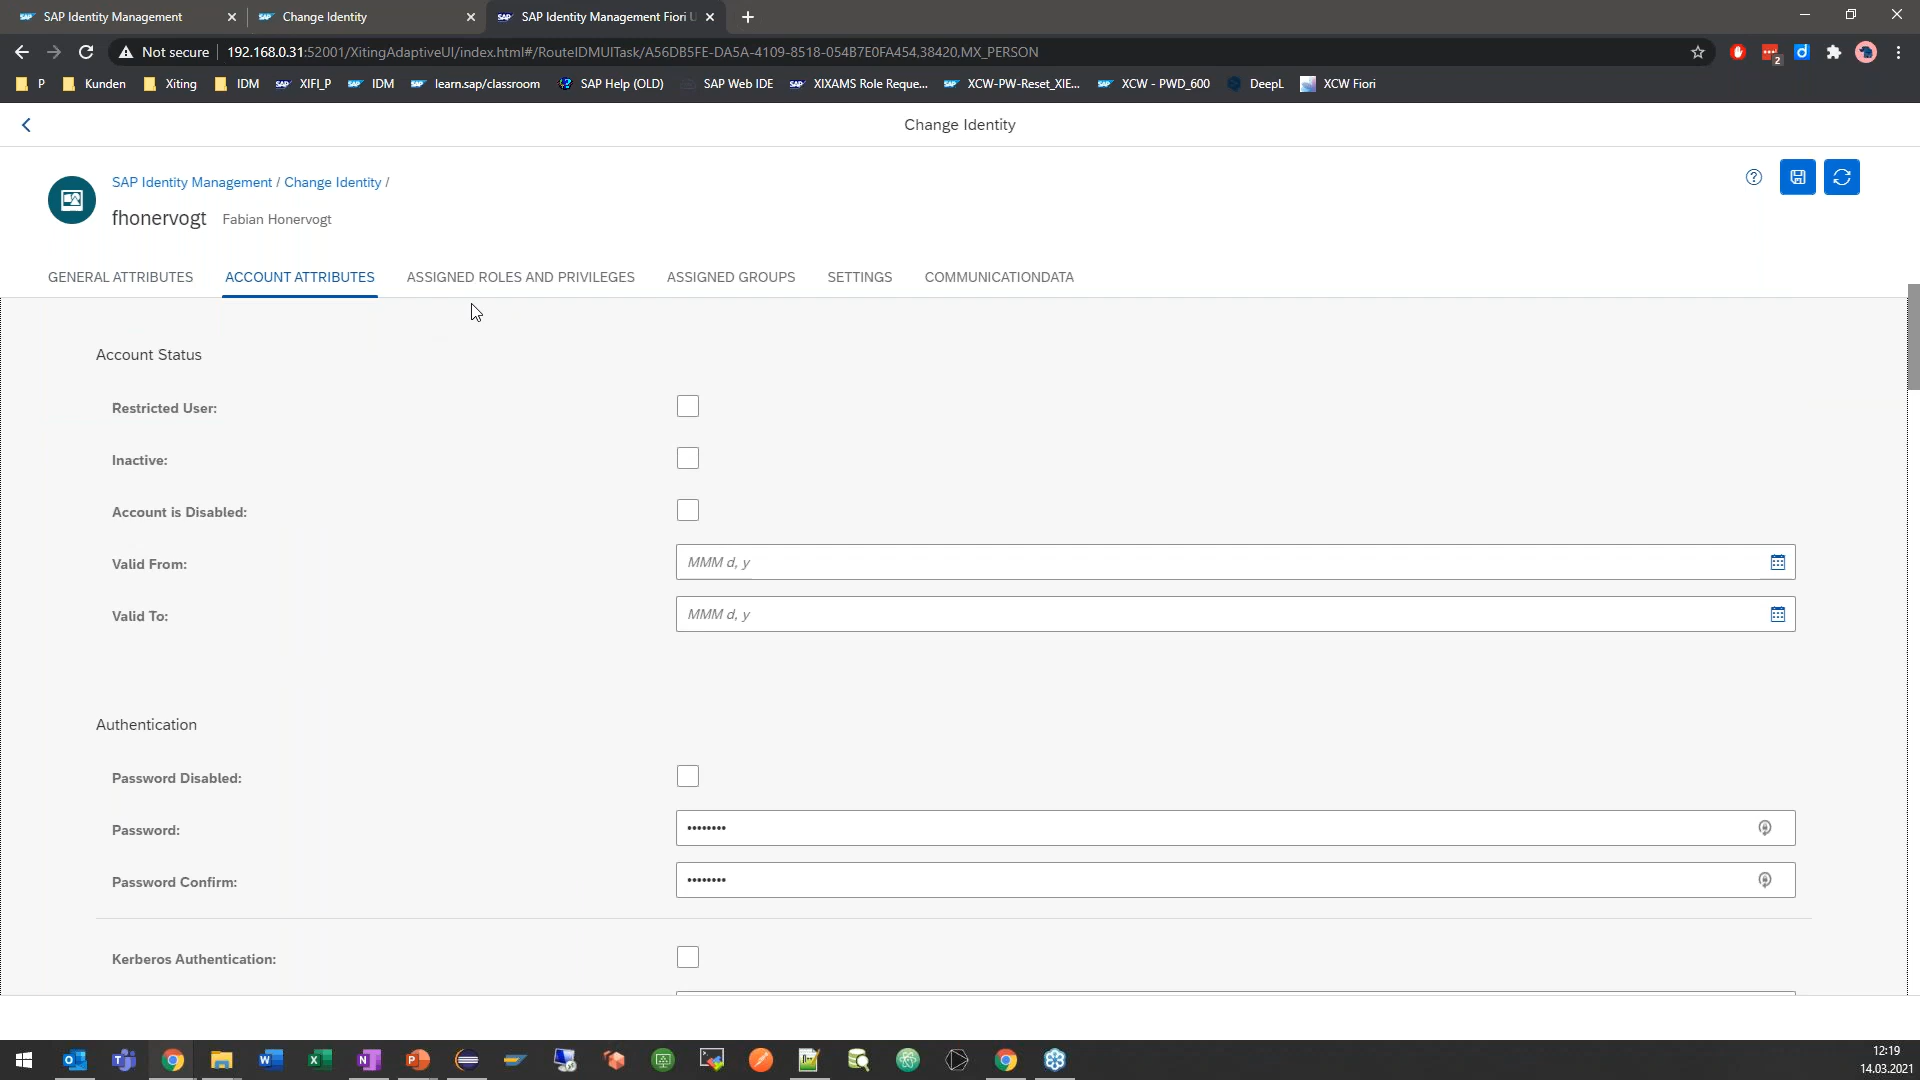 SAP Identity Management
Change Identity
SAP Identity Management Fiori U
Not secure
192.168.0.31:52001/XitingAdaptiveUI/index.html#/RouteIDMUITask/A56DB5FE-DA5A-4109-8518-054B7E0FA454,38420,MX_PERSON
2
P
Kunden
Xiting
IDM
XIFI_P
IDM
learn.sap/classroom
SAP Help (OLD)
SAP Web IDE
XIXAMS Role Reque...
XCW-PW-Reset_XIE...
XCW - PWD_600
DeepL
XCW Fiori
Change Identity
SAP Identity Management / Change Identity /
fhonervogt Fabian Honervogt
GENERAL ATTRIBUTES
ACCOUNT ATTRIBUTES
ASSIGNED ROLES AND PRIVILEGES
ASSIGNED GROUPS
SETTINGS
COMMUNICATIONDATA
Account Status
Restricted User:
Inactive:
Account is Disabled:
Valid From: MMM d, y
Valid To: MMM d, y
Authentication
Password Disabled:
Password: ••••••••
Password Confirm: ••••••••
Kerberos Authentication:
12:19
14.03.2021